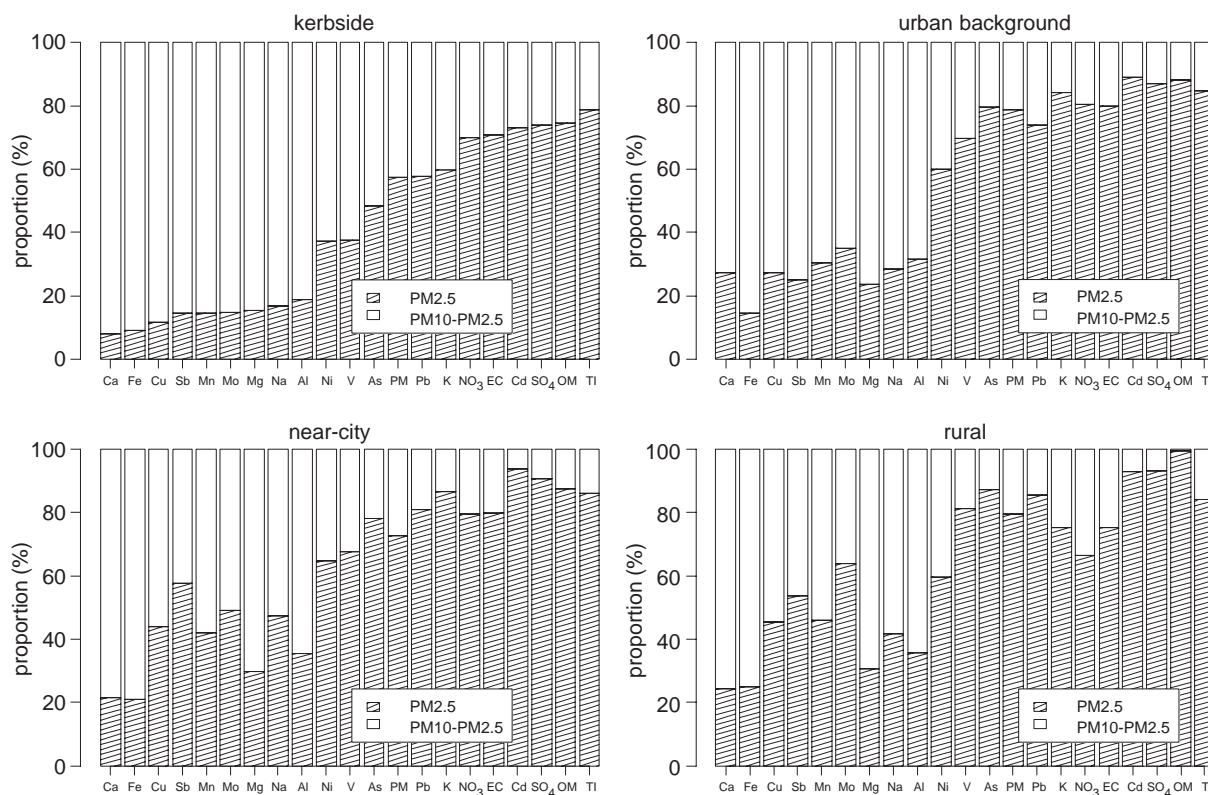 kerbside
proportion (%)
100
80
60
40
20
0
PM2.5
PM10-PM2.5
Ca Fe Cu Sb Mn Mo Mg Na Al Ni V As PM Pb K NO3 EC Cd SO4 OM Tl
urban background
proportion (%)
100
80
60
40
20
0
PM2.5
PM10-PM2.5
Ca Fe Cu Sb Mn Mo Mg Na Al Ni V As PM Pb K NO3 EC Cd SO4 OM T
near-city
proportion (%)
100
80
60
40
20
0
PM2.5
PM10-PM2.5
Ca Fe Cu Sb Mn Mo Mg Na Al Ni V As PM Pb K NO3 EC Cd SO4 OM Tl
rural
proportion (%)
100
80
60
40
20
0
PM2.5
PM10-PM2.5
Ca Fe Cu Sb Mn Mo Mg Na Al Ni V As PM Pb K NO3 EC Cd SO4 OM T